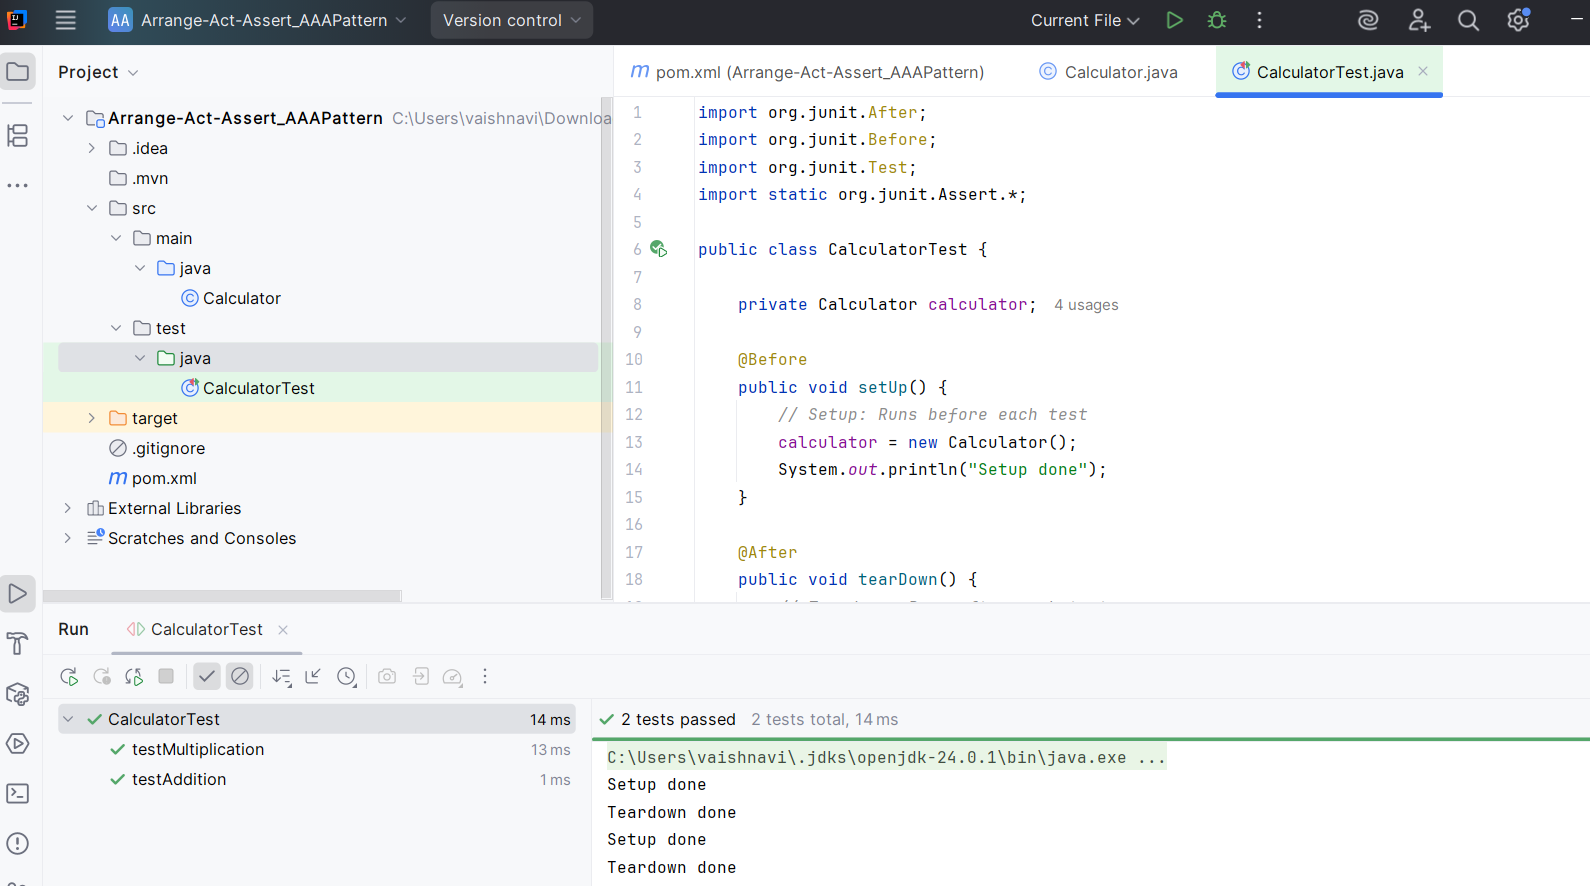 AA Arrange-Act-Assert_AAAPattern Version control Current File
Project
Arrange-Act-Assert_AAAPattern C:\Users\vaishnavi\Downloa
.idea
.mvn
src
main
java
Calculator
test
java
CalculatorTest
target
.gitignore
m pom.xml
External Libraries
Scratches and Consoles
m pom.xml (Arrange-Act-Assert_AAAPattern) Calculator.java CalculatorTest.java
1 import org.junit.After;
2 import org.junit.Before;
3 import org.junit.Test;
4 import static org.junit.Assert.*;
5
6 public class CalculatorTest {
7
8 private Calculator calculator; 4 usages
9
10 @Before
11 public void setUp() {
12 // Setup: Runs before each test
13 calculator = new Calculator();
14 System.out.println("Setup done");
15 }
16
17 @After
18 public void tearDown() {
Run CalculatorTest
CalculatorTest 14 ms
testMultiplication 13 ms
testAddition 1 ms
2 tests passed 2 tests total, 14 ms
C:\Users\vaishnavi\.jdks\openjdk-24.0.1\bin\java.exe ...
Setup done
Teardown done
Setup done
Teardown done